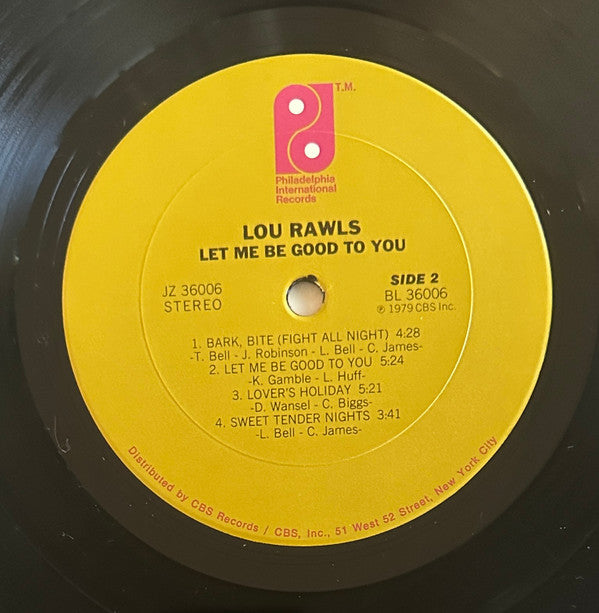 T.M.
Philadelphia
International
Records
LOU RAWLS
LET ME BE GOOD TO YOU
JZ 36006
STEREO
SIDE 2
BL 36006
℗ 1979 CBS Inc.
1. BARK, BITE (FIGHT ALL NIGHT) 4:28
-T. Bell - J. Robinson - L. Bell - C. James-
2. LET ME BE GOOD TO YOU 5:24
-K. Gamble - L. Huff-
3. LOVER'S HOLIDAY 5:21
-D. Wansel - C. Biggs-
4. SWEET TENDER NIGHTS 3:41
-L. Bell - C. James-
Distributed by CBS Records / CBS, Inc., 51 West 52 Street, New York City